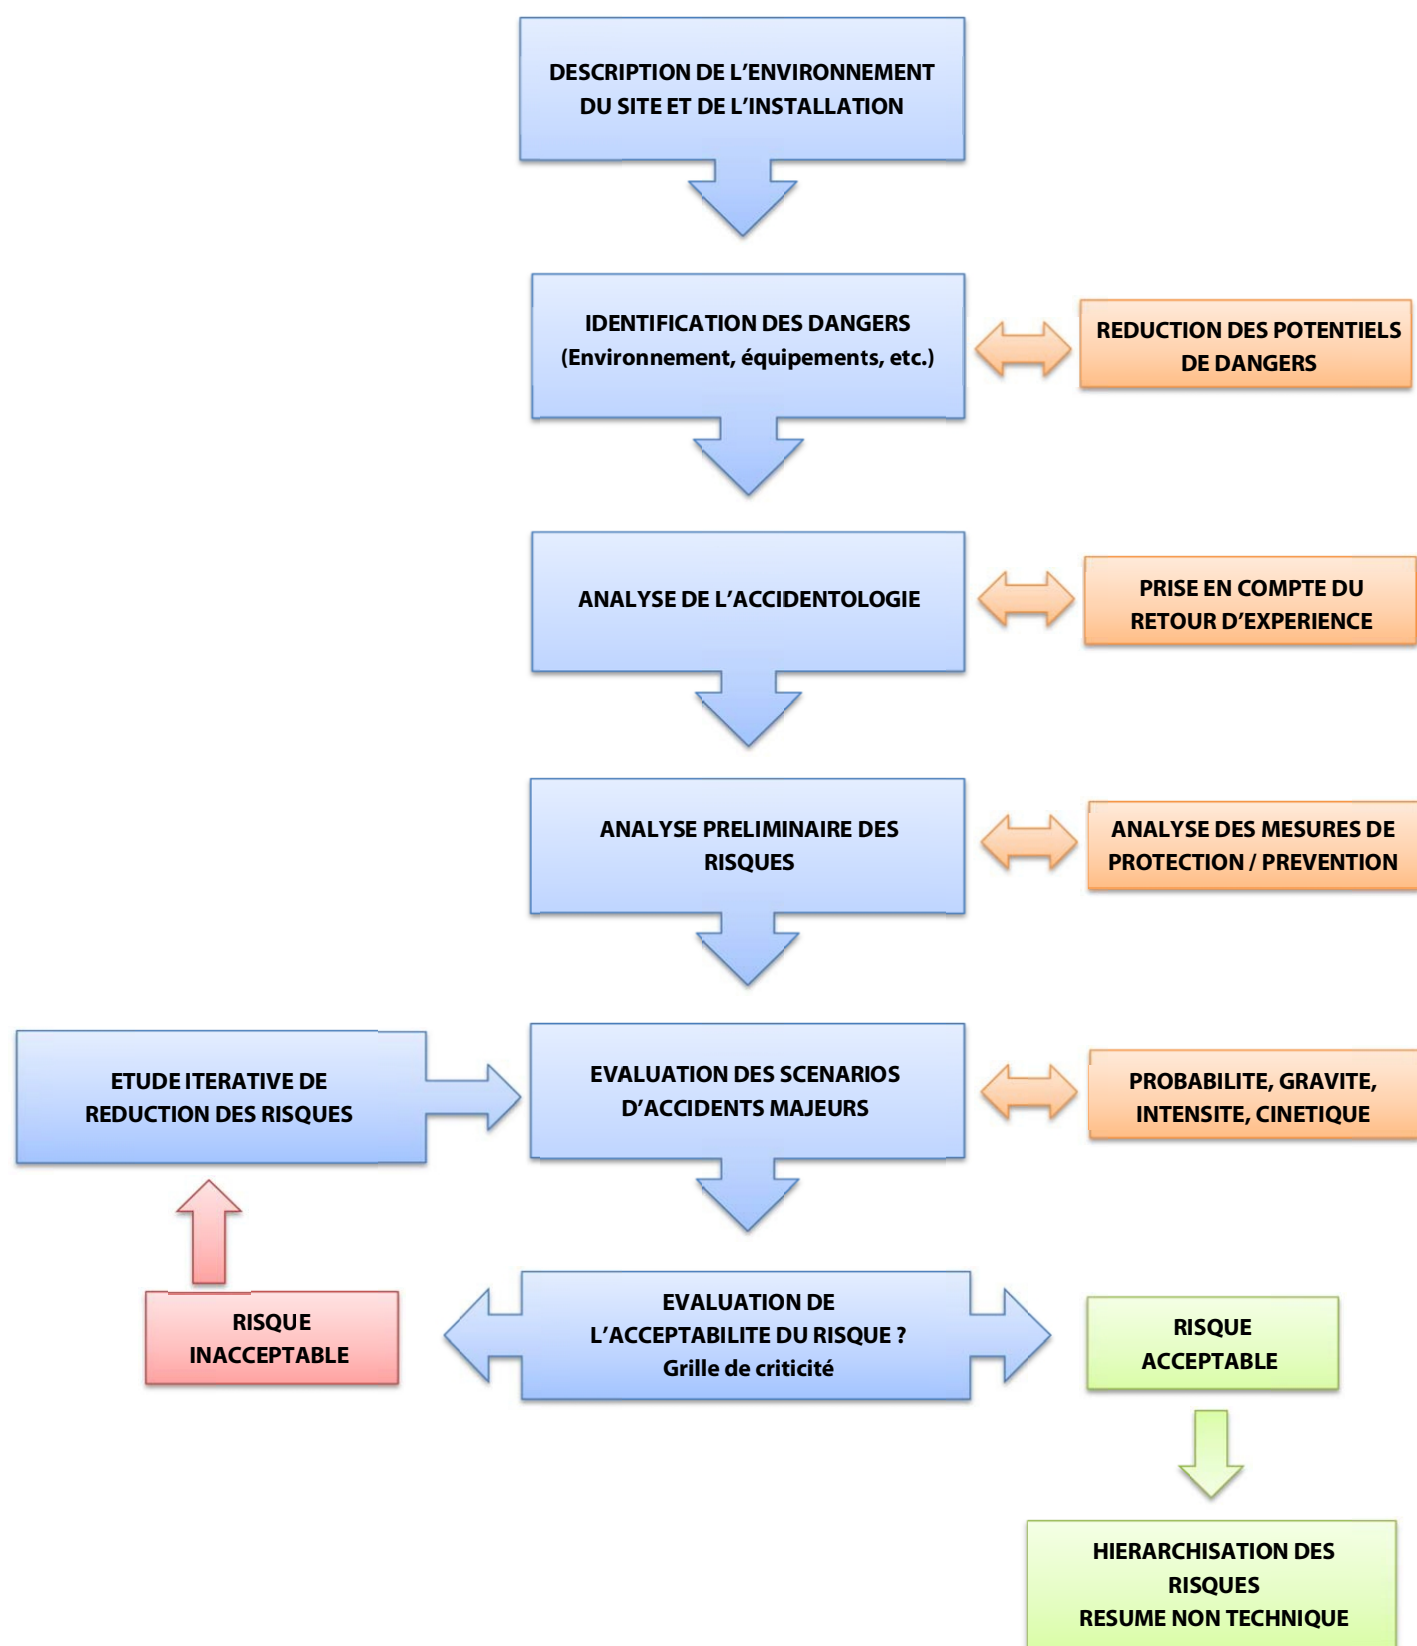 DESCRIPTION DE L’ENVIRONNEMENT
DU SITE ET DE L’INSTALLATION
IDENTIFICATION DES DANGERS
(Environnement, équipements, etc.)
REDUCTION DES POTENTIELS
DE DANGERS
ANALYSE DE L’ACCIDENTOLOGIE
PRISE EN COMPTE DU
RETOUR D’EXPERIENCE
ANALYSE PRELIMINAIRE DES
RISQUES
ANALYSE DES MESURES DE
PROTECTION / PREVENTION
ETUDE ITERATIVE DE
REDUCTION DES RISQUES
EVALUATION DES SCENARIOS
D’ACCIDENTS MAJEURS
PROBABILITE, GRAVITE,
INTENSITE, CINETIQUE
RISQUE
INACCEPTABLE
EVALUATION DE
L’ACCEPTABILITE DU RISQUE ?
Grille de criticité
RISQUE
ACCEPTABLE
HIERARCHISATION DES
RISQUES
RESUME NON TECHNIQUE